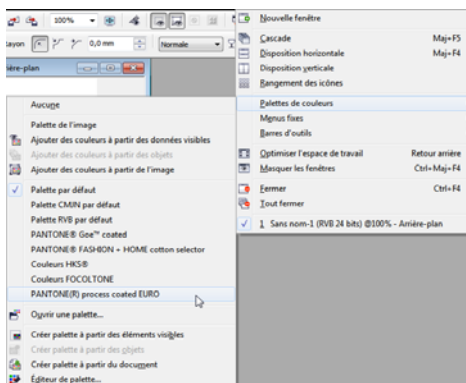 100%
Nouvelle fenêtre
Cascade Maj+F5
Disposition horizontale Maj+F4
Disposition verticale
Rangement des icônes
Palettes de couleurs
Menus fixes
Barres d'outils
Optimiser l'espace de travail Retour arrière
Masquer les fenêtres Ctrl+Maj+F4
Fermer Ctrl+F4
Tout fermer
1 Sans nom-1 (RVB 24 bits) @100% - Arrière-plan
rayon 0,0 mm Normale
ière-plan
Aucune
Palette de l'image
Ajouter des couleurs à partir des données visibles
Ajouter des couleurs à partir des objets
Ajouter des couleurs à partir de l'image
Palette par défaut
Palette CMIN par défaut
Palette RVB par défaut
PANTONE® Goe™ coated
PANTONE® FASHION + HOME cotton selector
Couleurs HKS®
Couleurs FOCOLTONE
PANTONE(R) process coated EURO
Ouvrir une palette...
Créer palette à partir des éléments visibles
Créer palette à partir des objets
Créer palette à partir du document
Éditeur de palette...